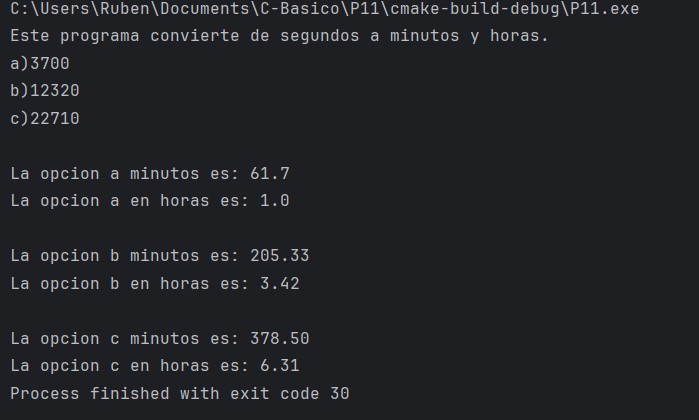 C:\Users\Ruben\Documents\C-Basico\P11\cmake-build-debug\P11.exe
Este programa convierte de segundos a minutos y horas.
a)3700
b)12320
c)22710
La opcion a minutos es: 61.7
La opcion a en horas es: 1.0
La opcion b minutos es: 205.33
La opcion b en horas es: 3.42
La opcion c minutos es: 378.50
La opcion c en horas es: 6.31
Process finished with exit code 30